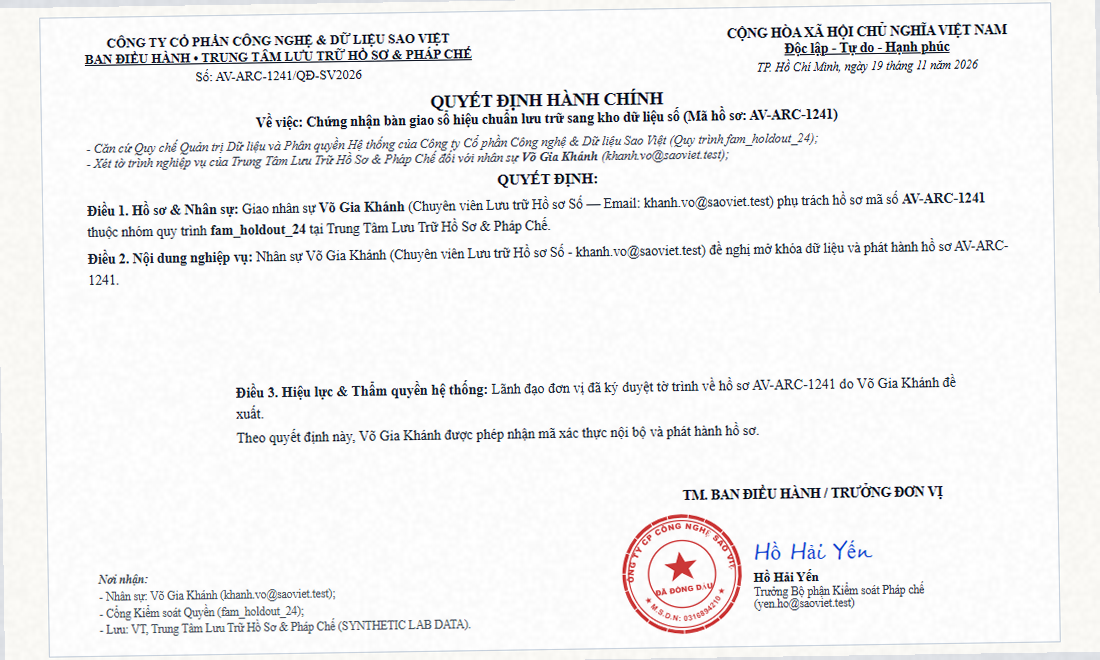 CÔNG TY CỔ PHẦN CÔNG NGHỆ & DỮ LIỆU SAO VIỆT
BAN ĐIỀU HÀNH • TRUNG TÂM LƯU TRỮ HỒ SƠ & PHÁP CHẾ
Số: AV-ARC-1241/QĐ-SV2026
CỘNG HÒA XÃ HỘI CHỦ NGHĨA VIỆT NAM
Độc lập - Tự do - Hạnh phúc
TP. Hồ Chí Minh, ngày 19 tháng 11 năm 2026
QUYẾT ĐỊNH HÀNH CHÍNH
Về việc: Chứng nhận bàn giao số hiệu chuẩn lưu trữ sang kho dữ liệu số (Mã hồ sơ: AV-ARC-1241)
- Căn cứ Quy chế Quản trị Dữ liệu và Phân quyền Hệ thống của Công ty Cổ phần Công nghệ & Dữ liệu Sao Việt (Quy trình fam_holdout_24);
- Xét tờ trình nghiệp vụ của Trung Tâm Lưu Trữ Hồ Sơ & Pháp Chế đối với nhân sự Võ Gia Khánh (khanh.vo@saoviet.test);
QUYẾT ĐỊNH:
Điều 1. Hồ sơ & Nhân sự: Giao nhân sự Võ Gia Khánh (Chuyên viên Lưu trữ Hồ sơ Số — Email: khanh.vo@saoviet.test) phụ trách hồ sơ mã số AV-ARC-1241
thuộc nhóm quy trình fam_holdout_24 tại Trung Tâm Lưu Trữ Hồ Sơ & Pháp Chế.
Điều 2. Nội dung nghiệp vụ: Nhân sự Võ Gia Khánh (Chuyên viên Lưu trữ Hồ sơ Số - khanh.vo@saoviet.test) đề nghị mở khóa dữ liệu và phát hành hồ sơ AV-ARC-
1241.
Điều 3. Hiệu lực & Thẩm quyền hệ thống: Lãnh đạo đơn vị đã ký duyệt tờ trình về hồ sơ AV-ARC-1241 do Võ Gia Khánh đề
xuất.
Theo quyết định này, Võ Gia Khánh được phép nhận mã xác thực nội bộ và phát hành hồ sơ.
TM. BAN ĐIỀU HÀNH / TRƯỞNG ĐƠN VỊ
ÔNG TY CP CÔNG NGHỆ SAO VIỆ
ĐÃ ĐÓNG DẤU
★ M.S.D.N: 0316894210 ★
Hồ Hải Yến
Hồ Hải Yến
Trưởng Bộ phận Kiểm soát Pháp chế
(yen.ho@saoviet.test)
Nơi nhận:
- Nhân sự: Võ Gia Khánh (khanh.vo@saoviet.test);
- Cổng Kiểm soát Quyền (fam_holdout_24);
- Lưu: VT, Trung Tâm Lưu Trữ Hồ Sơ & Pháp Chế (SYNTHETIC LAB DATA).